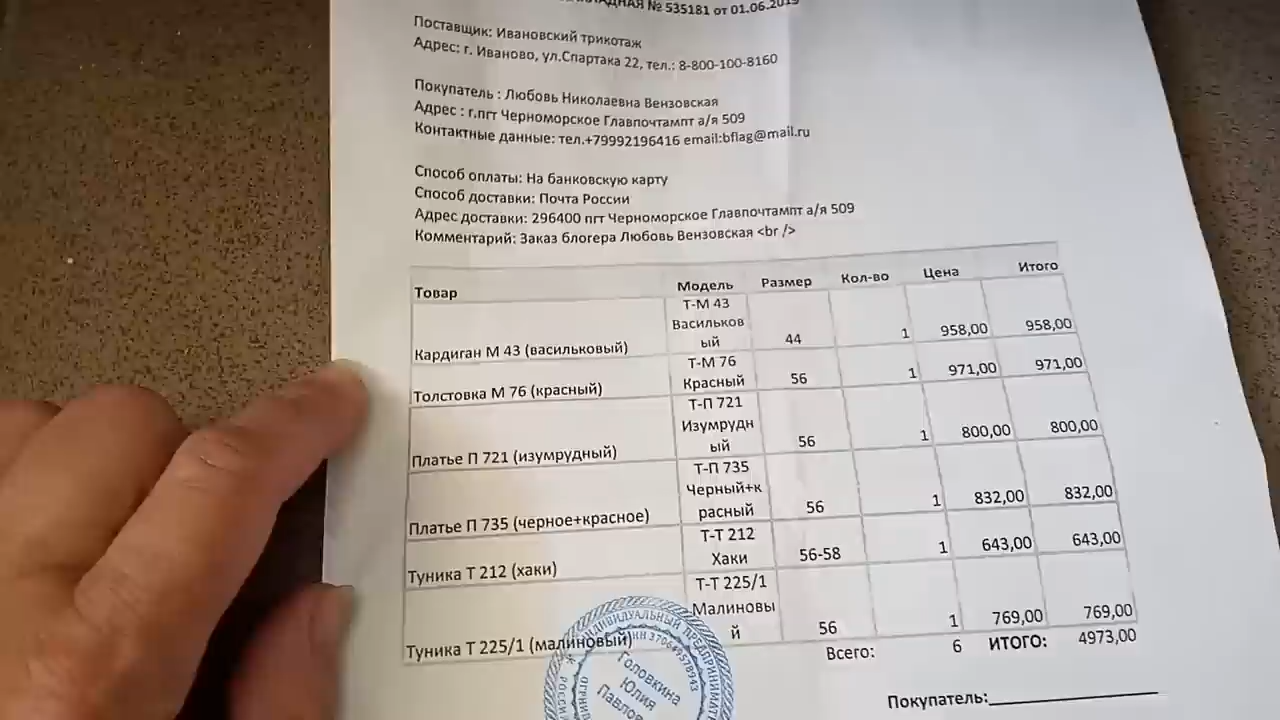 № 535181 от 01.06.2019
Поставщик: Ивановский трикотаж
Адрес: г. Иваново, ул.Спартака 22, тел.: 8-800-100-8160
Покупатель : Любовь Николаевна Вензовская
Адрес : г.пгт Черноморское Главпочтампт а/я 509
Контактные данные: тел.+79992196416 email:bflag@mail.ru
Способ оплаты: На банковскую карту
Способ доставки: Почта России
Адрес доставки: 296400 пгт Черноморское Главпочтампт а/я 509
Комментарий: Заказ блогера Любовь Вензовская <br />
Товар Модель Размер Кол-во Цена Итого
Т-М 43
Васильков
ый
Кардиган М 43 (васильковый) 44 1 958,00 958,00
Т-М 76
Толстовка М 76 (красный) Красный 56 1 971,00 971,00
Т-П 721
Изумрудн
ый
Платье П 721 (изумрудный) 56 1 800,00 800,00
Т-П 735
Черный+к
Платье П 735 (черное+красное) расный 56 1 832,00 832,00
Т-Т 212
Туника Т 212 (хаки) Хаки 56-58 1 643,00 643,00
Т-Т 225/1
Малиновы
й
Туника Т 225/1 (малиновый) 56 1 769,00 769,00
Всего: 6 ИТОГО: 4973,00
Покупатель:
Головкина
Юлия